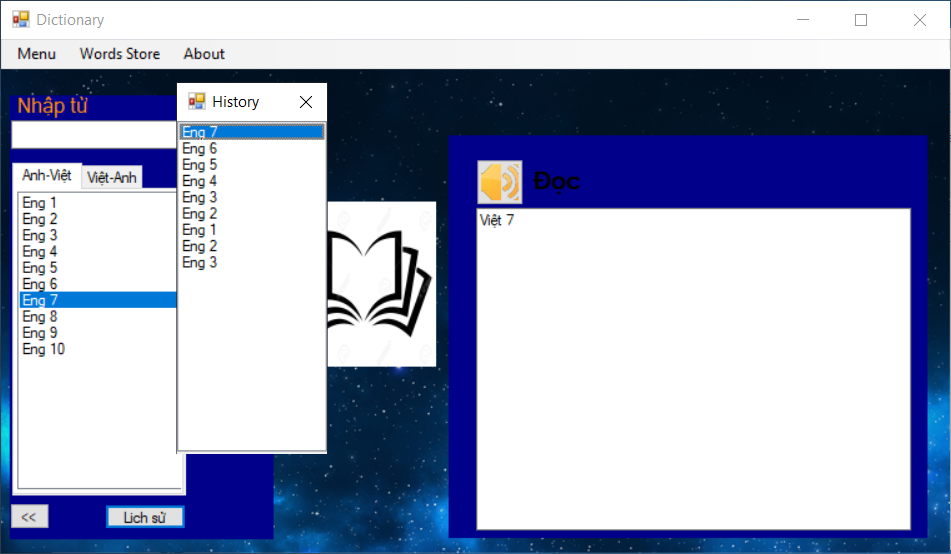 Dictionary
Menu Words Store About
Nhập từ
Anh-Việt Việt-Anh
Eng 1
Eng 2
Eng 3
Eng 4
Eng 5
Eng 6
Eng 7
Eng 8
Eng 9
Eng 10
<< Lich sử
History
Eng 7
Eng 6
Eng 5
Eng 4
Eng 3
Eng 2
Eng 1
Eng 2
Eng 3
Đọc
Việt 7